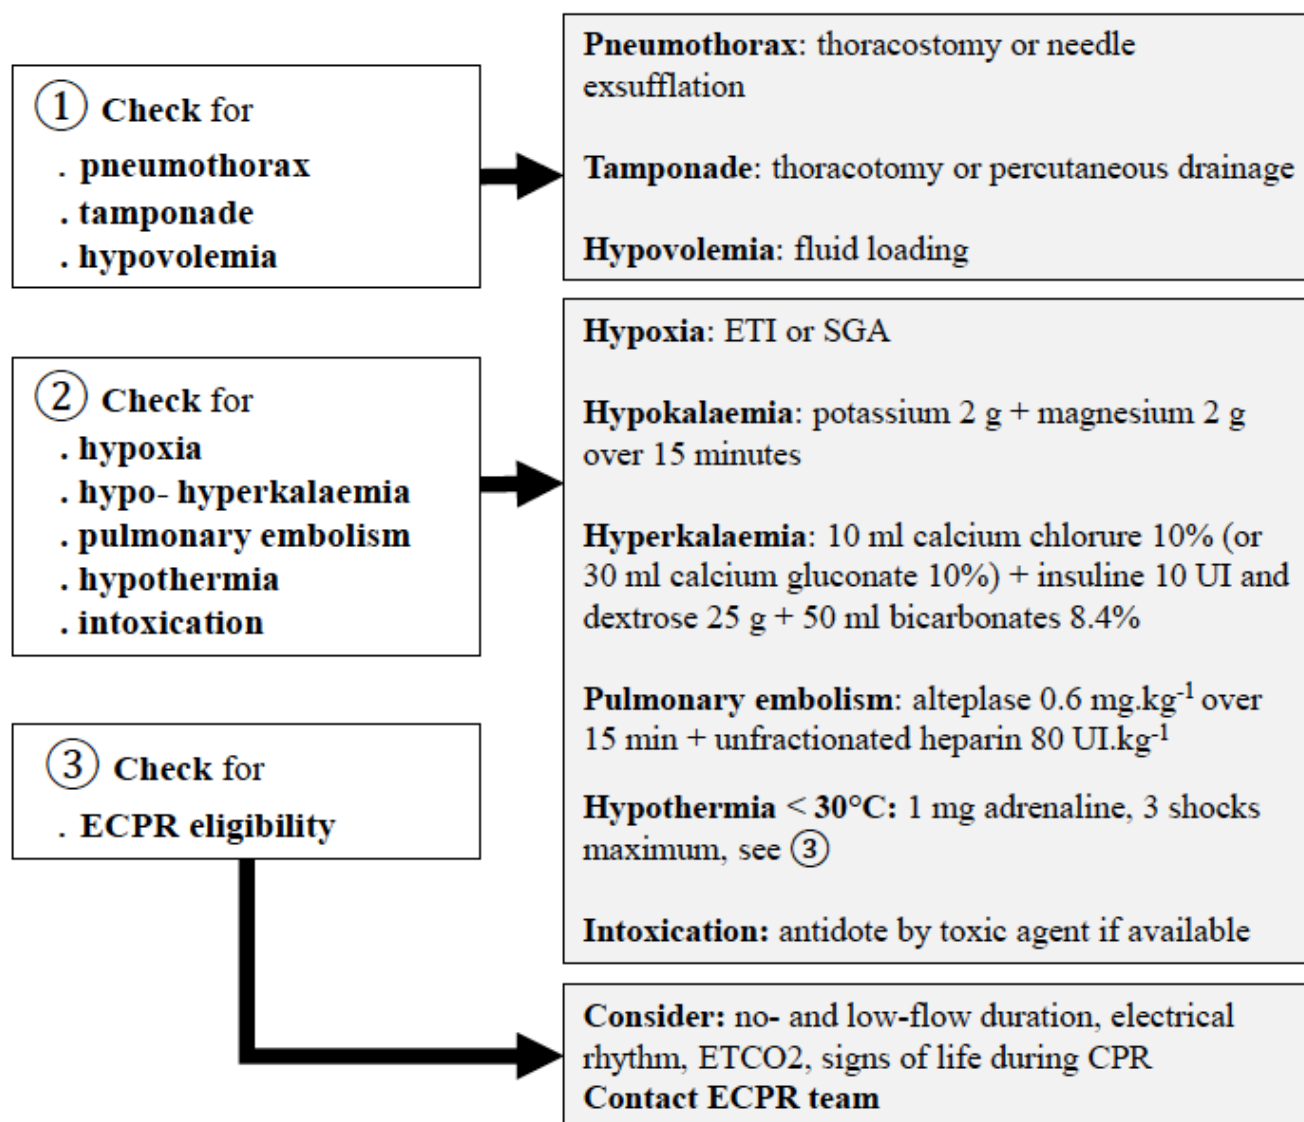 ① Check for
. pneumothorax
. tamponade
. hypovolemia
Pneumothorax: thoracostomy or needle
exsufflation
Tamponade: thoracotomy or percutaneous drainage
Hypovolemia: fluid loading
② Check for
. hypoxia
. hypo- hyperkalaemia
. pulmonary embolism
. hypothermia
. intoxication
Hypoxia: ETI or SGA
Hypokalaemia: potassium 2 g + magnesium 2 g
over 15 minutes
Hyperkalaemia: 10 ml calcium chlorure 10% (or
30 ml calcium gluconate 10%) + insuline 10 UI and
dextrose 25 g + 50 ml bicarbonates 8.4%
Pulmonary embolism: alteplase 0.6 mg.kg⁻¹ over
15 min + unfractionated heparin 80 UI.kg⁻¹
Hypothermia < 30°C: 1 mg adrenaline, 3 shocks
maximum, see ③
Intoxication: antidote by toxic agent if available
③ Check for
. ECPR eligibility
Consider: no- and low-flow duration, electrical
rhythm, ETCO2, signs of life during CPR
Contact ECPR team